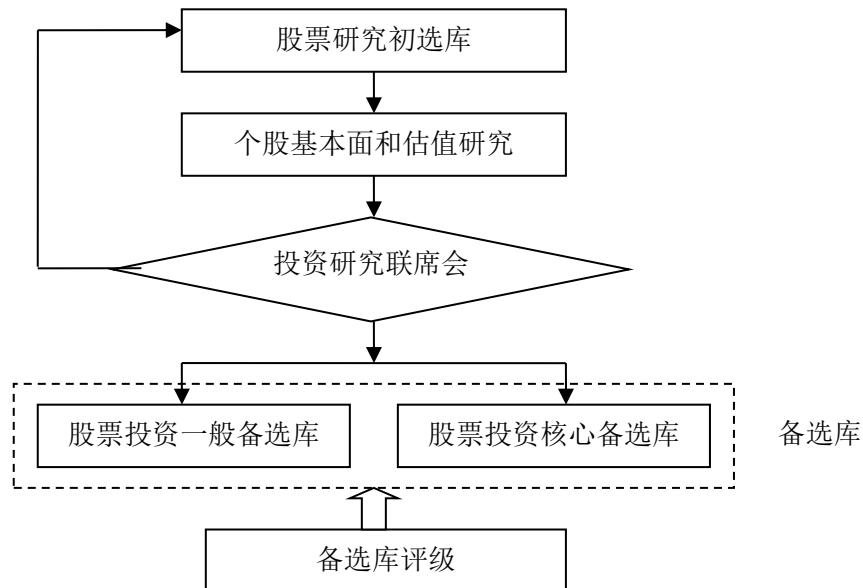 股票研究初选库
个股基本面和估值研究
投资研究联席会
股票投资一般备选库
股票投资核心备选库
备选库
备选库评级